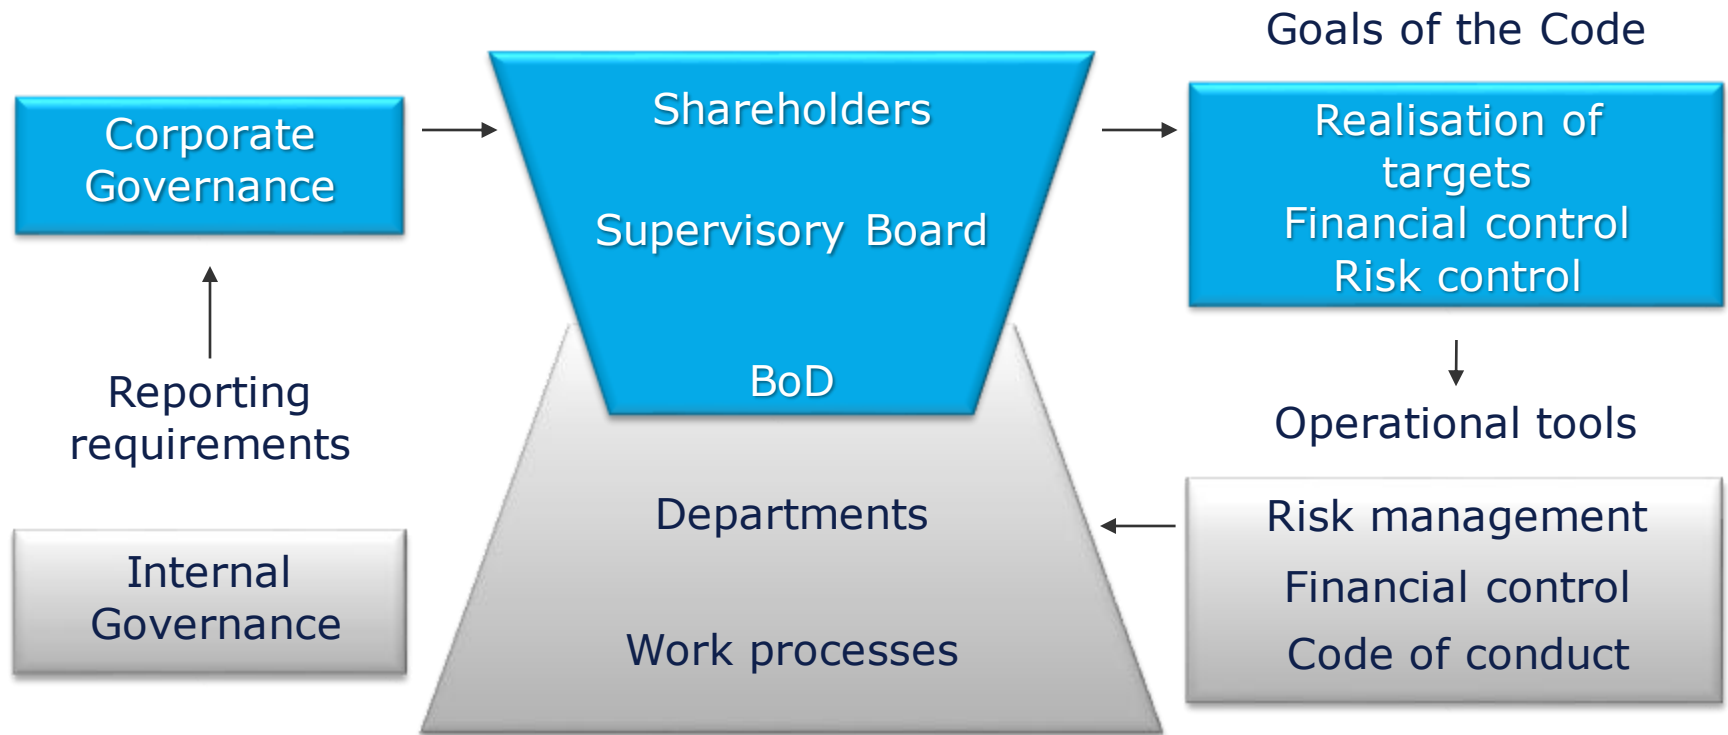 Goals of the Code
Corporate
Governance
Shareholders
Supervisory Board
BoD
Realisation of
targets
Financial control
Risk control
Reporting
requirements
Operational tools
Internal
Governance
Departments
Work processes
Risk management
Financial control
Code of conduct